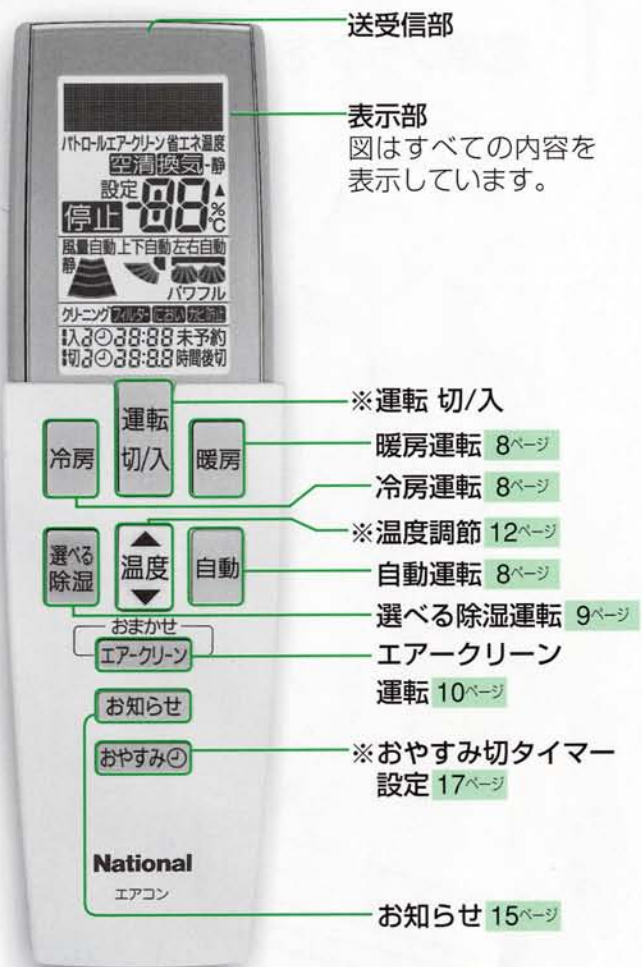 送受信部
表示部
図はすべての内容を
表示しています。
パトロールエアークリーン省エネ温度
空清換気-静
設定
停止
-88
▲
%
℃
風量自動上下自動左右自動
静
パワフル
クリーニング フィルター におい カビ防止
入 88:88 未予約
切 88:8.8 時間後切
運転
切/入
冷房
暖房
選べる
除湿
▲
温度
▼
自動
おまかせ
エアークリーン
お知らせ
おやすみ
National
エアコン
※運転 切/入
暖房運転 8ページ
冷房運転 8ページ
※温度調節 12ページ
自動運転 8ページ
選べる除湿運転 9ページ
エアークリーン
運転 10ページ
※おやすみ切タイマー
設定 17ページ
お知らせ 15ページ